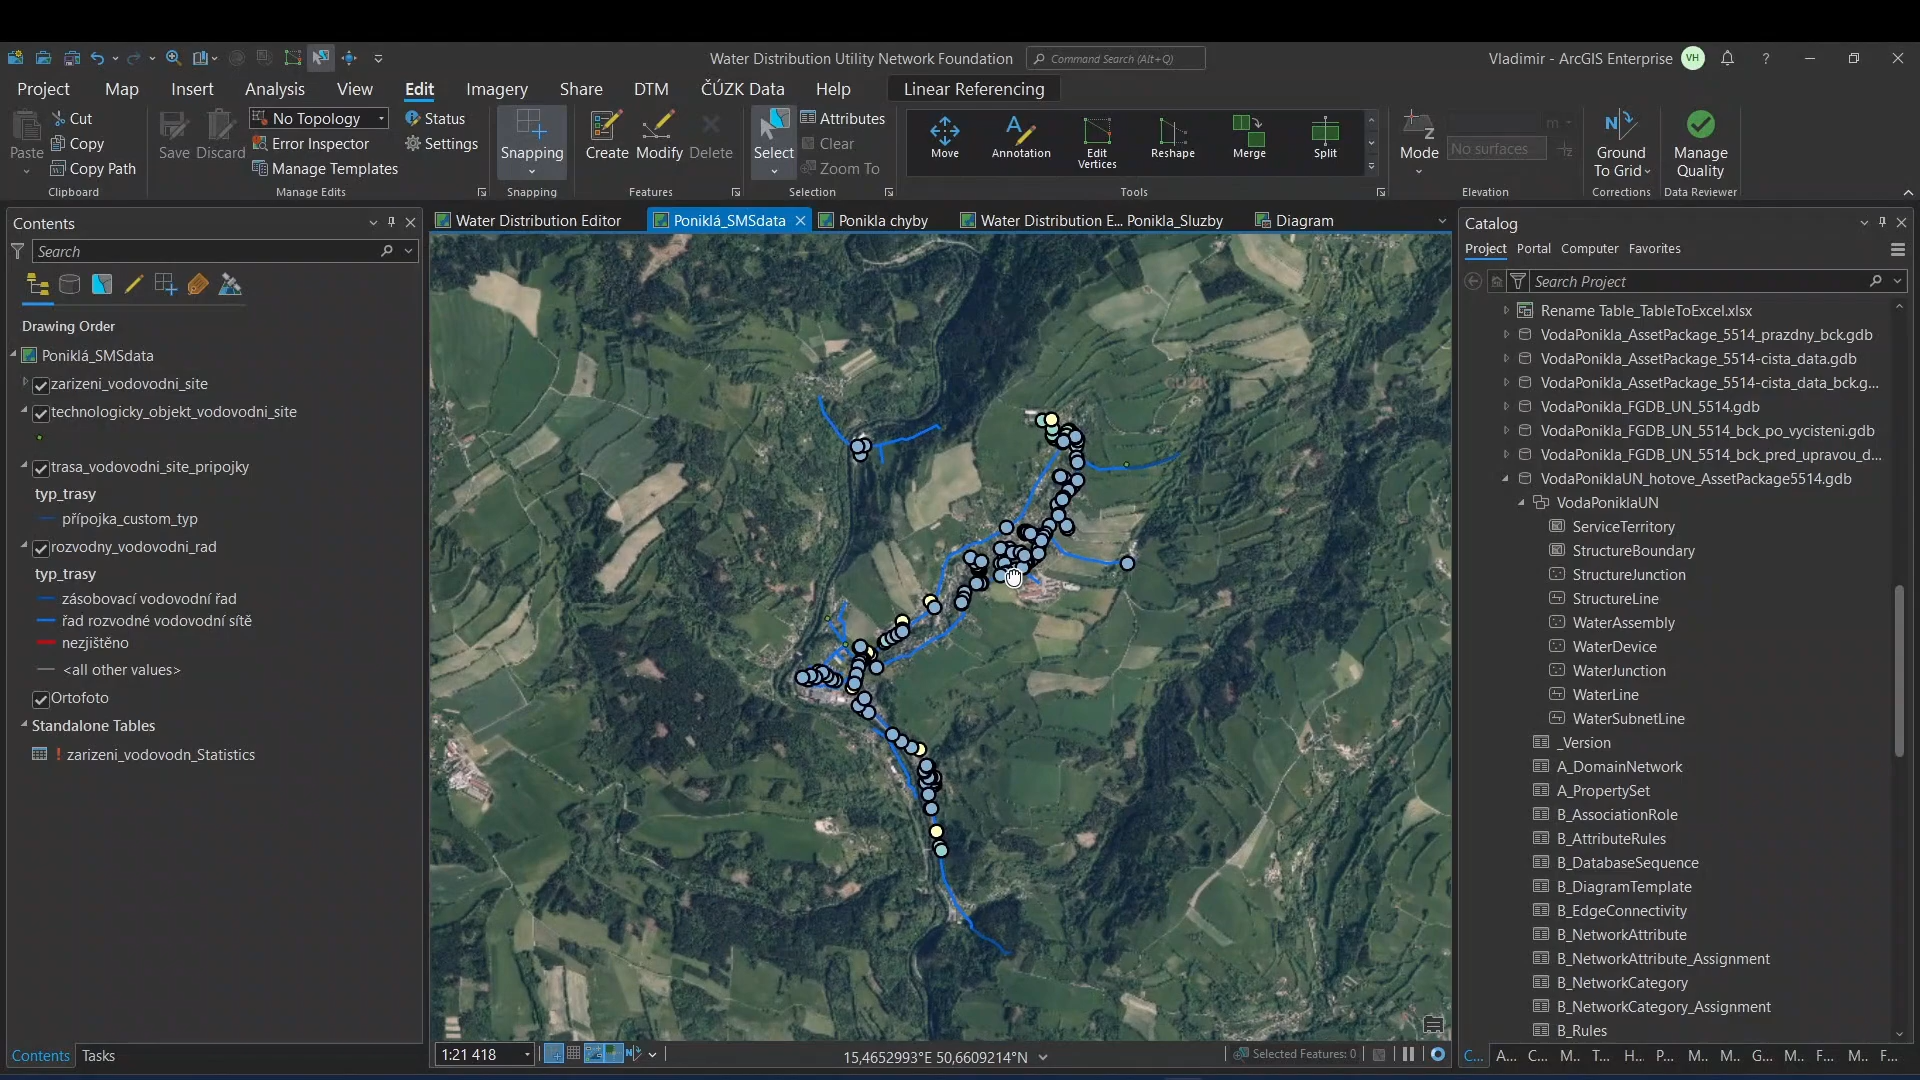 Water Distribution Utility Network Foundation
Command Search (Alt+Q)
Vladimir - ArcGIS Enterprise
VH
?
Project
Map
Insert
Analysis
View
Edit
Imagery
Share
DTM
ČÚZK Data
Help
Linear Referencing
Paste
Cut
Copy
Copy Path
Clipboard
Save
Discard
No Topology
Error Inspector
Manage Templates
Status
Settings
Manage Edits
Snapping
Snapping
Create
Modify
Delete
Features
Select
Attributes
Clear
Zoom To
Selection
Move
Annotation
Edit
Vertices
Reshape
Merge
Split
Tools
Mode
m
No surfaces
Elevation
Ground
To Grid
Corrections
Manage
Quality
Data Reviewer
Contents
Search
Drawing Order
Poniklá_SMSdata
zarizeni_vodovodni_site
technologicky_objekt_vodovodni_site
trasa_vodovodni_site_pripojky
typ_trasy
přípojka_custom_typ
rozvodny_vodovodni_rad
typ_trasy
zásobovací vodovodní řad
řad rozvodné vodovodní sítě
nezjištěno
<all other values>
Ortofoto
Standalone Tables
! zarizeni_vodovodn_Statistics
Contents
Tasks
Water Distribution Editor
Poniklá_SMSdata
Ponikla chyby
Water Distribution E... Ponikla_Sluzby
Diagram
ČÚZK
1:21 418
15,4652993°E 50,6609214°N
Selected Features: 0
Catalog
Project
Portal
Computer
Favorites
Search Project
Rename Table_TableToExcel.xlsx
VodaPonikla_AssetPackage_5514_prazdny_bck.gdb
VodaPonikla_AssetPackage_5514-cista_data.gdb
VodaPonikla_AssetPackage_5514-cista_data_bck.g...
VodaPonikla_FGDB_UN_5514.gdb
VodaPonikla_FGDB_UN_5514_bck_po_vycisteni.gdb
VodaPonikla_FGDB_UN_5514_bck_pred_upravou_d...
VodaPoniklaUN_hotove_AssetPackage5514.gdb
VodaPoniklaUN
ServiceTerritory
StructureBoundary
StructureJunction
StructureLine
WaterAssembly
WaterDevice
WaterJunction
WaterLine
WaterSubnetLine
_Version
A_DomainNetwork
A_PropertySet
B_AssociationRole
B_AttributeRules
B_DatabaseSequence
B_DiagramTemplate
B_EdgeConnectivity
B_NetworkAttribute
B_NetworkAttribute_Assignment
B_NetworkCategory
B_NetworkCategory_Assignment
B_Rules
C... A... C... M.. T... H.. P... M.. M.. G... M.. F... M.. F...